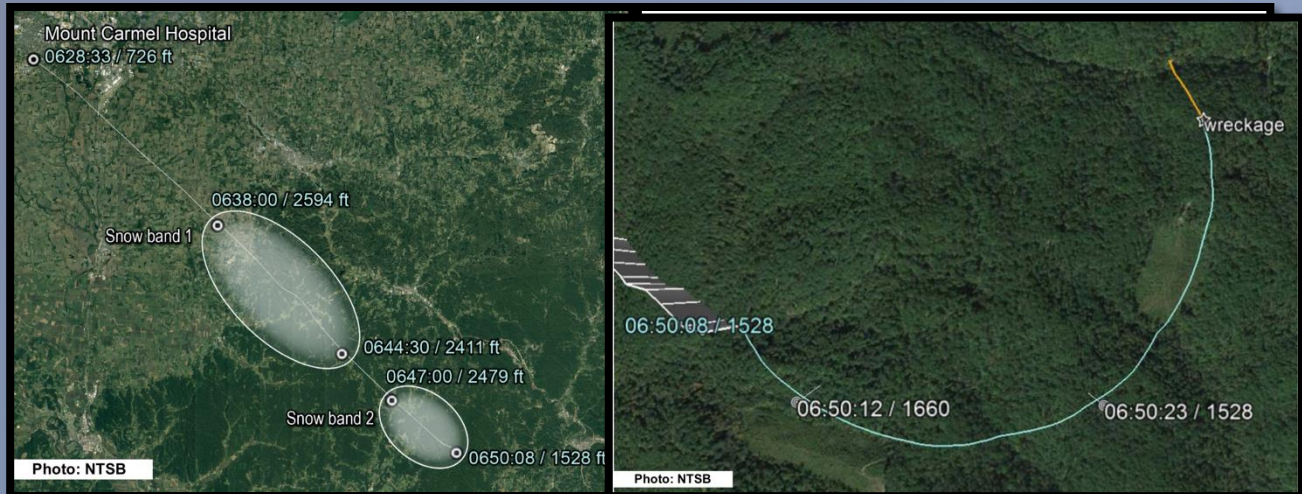 Mount Carmel Hospital
0628:33 / 726 ft
0638:00 / 2594 ft
Snow band 1
0644:30 / 2411 ft
0647:00 / 2479 ft
Snow band 2
0650:08 / 1528 ft
Photo: NTSB
wreckage
06:50:08 / 1528
06:50:12 / 1660
06:50:23 / 1528
Photo: NTSB